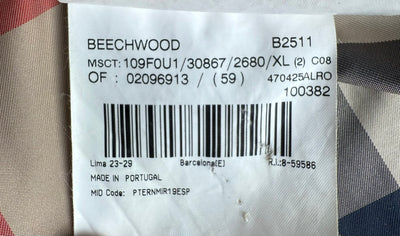 BEECHWOOD B2511
MSCT: 109F0U1/30867/2680/XL (2) C08
OF : 02096913 / (59) 470425ALRO
100382
Lima 23-29 Barcelona(E) R.I.:8-59586
MADE IN PORTUGAL
MID Code: PTERNMIR19ESP